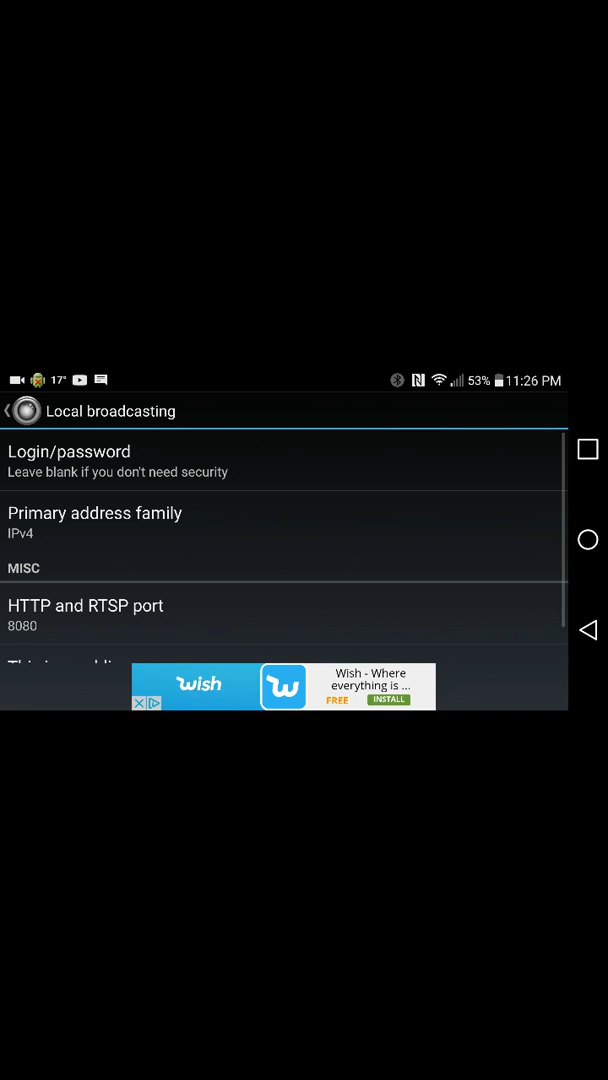 17° 53% 11:26 PM
Local broadcasting
Login/password
Leave blank if you don't need security
Primary address family
IPv4
MISC
HTTP and RTSP port
8080
wish
w
Wish - Where
everything is ...
FREE INSTALL